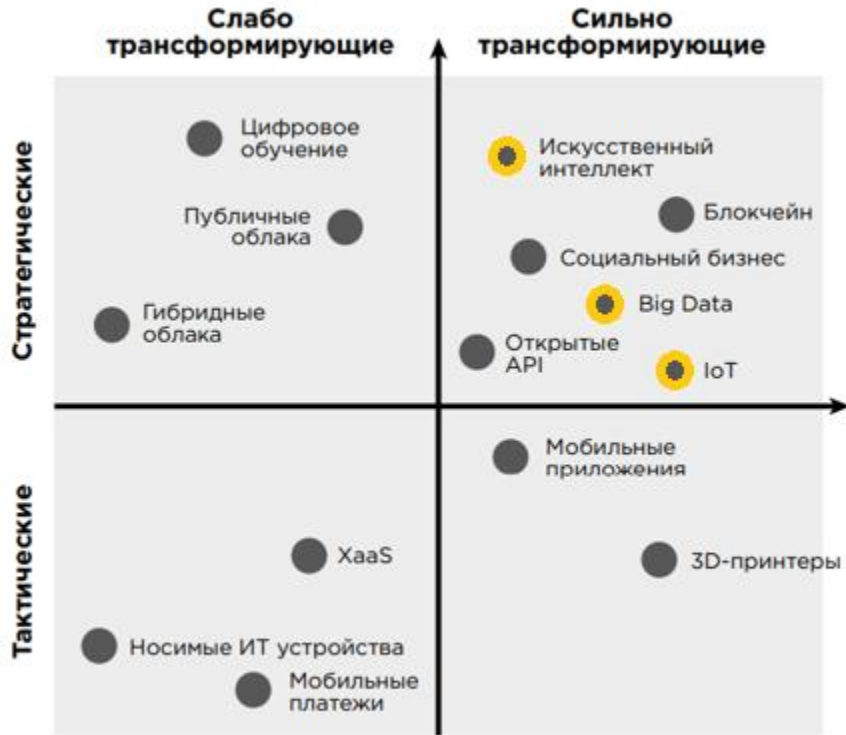 Слабо
трансформирующие
Сильно
трансформирующие
Стратегические
Цифровое
обучение
Публичные
облака
Гибридные
облака
Искусственный
интеллект
Блокчейн
Социальный бизнес
Big Data
Открытые
API
IoT
Тактические
Мобильные
приложения
XaaS
3D-принтеры
Носимые ИТ устройства
Мобильные
платежи